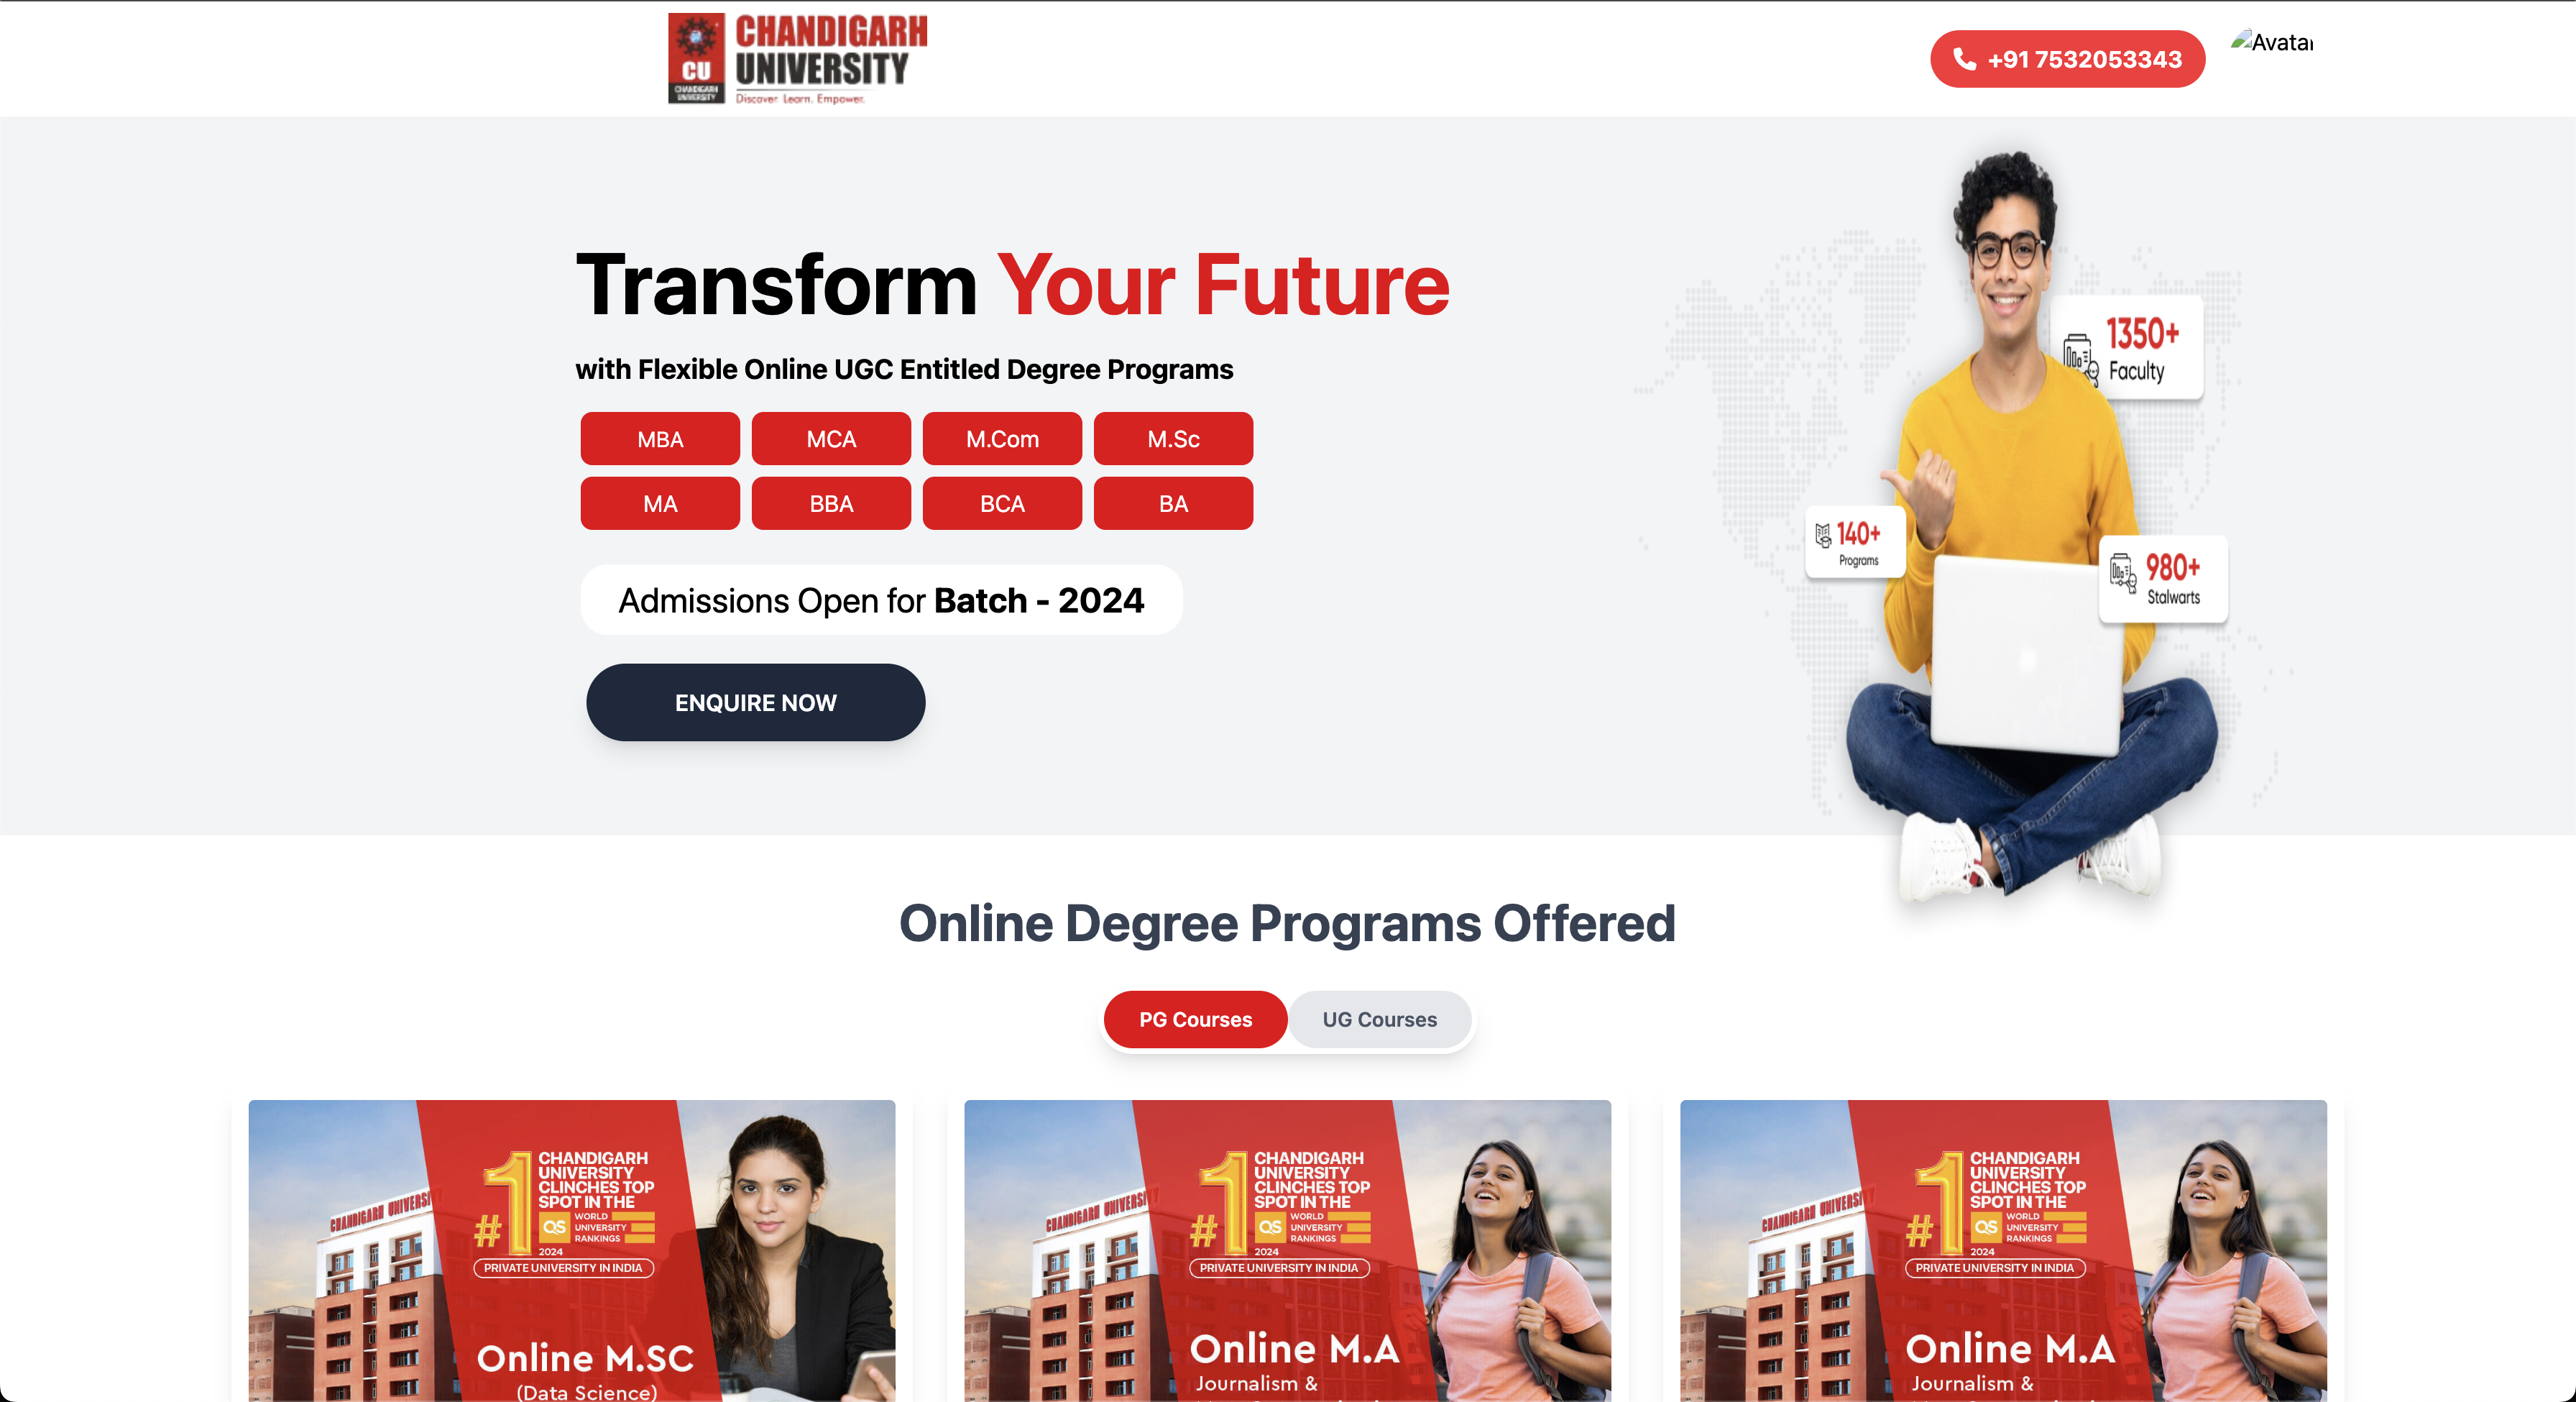 CU
CHANDIGARH
UNIVERSITY
CHANDIGARH
UNIVERSITY
Discover. Learn. Empower.
+91 7532053343
Avatar
Transform Your Future
with Flexible Online UGC Entitled Degree Programs
MBA MCA M.Com M.Sc
MA BBA BCA BA
Admissions Open for Batch - 2024
ENQUIRE NOW
1350+
Faculty
140+
Programs
980+
Stalwarts
Online Degree Programs Offered
PG Courses UG Courses
CHANDIGARH UNIVERSITY
#1
CHANDIGARH
UNIVERSITY
CLINCHES TOP
SPOT IN THE
QS WORLD
UNIVERSITY
RANKINGS
2024
PRIVATE UNIVERSITY IN INDIA
Online M.SC
(Data Science)
CHANDIGARH UNIVERSITY
#1
CHANDIGARH
UNIVERSITY
CLINCHES TOP
SPOT IN THE
QS WORLD
UNIVERSITY
RANKINGS
2024
PRIVATE UNIVERSITY IN INDIA
Online M.A
Journalism &
CHANDIGARH UNIVERSITY
#1
CHANDIGARH
UNIVERSITY
CLINCHES TOP
SPOT IN THE
QS WORLD
UNIVERSITY
RANKINGS
2024
PRIVATE UNIVERSITY IN INDIA
Online M.A
Journalism &